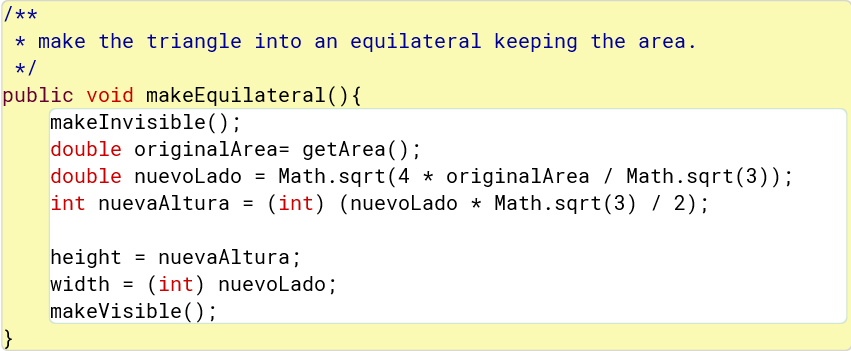 /**
 * make the triangle into an equilateral keeping the area.
 */
public void makeEquilateral(){
    makeInvisible();
    double originalArea= getArea();
    double nuevoLado = Math.sqrt(4 * originalArea / Math.sqrt(3));
    int nuevaAltura = (int) (nuevoLado * Math.sqrt(3) / 2);

    height = nuevaAltura;
    width = (int) nuevoLado;
    makeVisible();
}